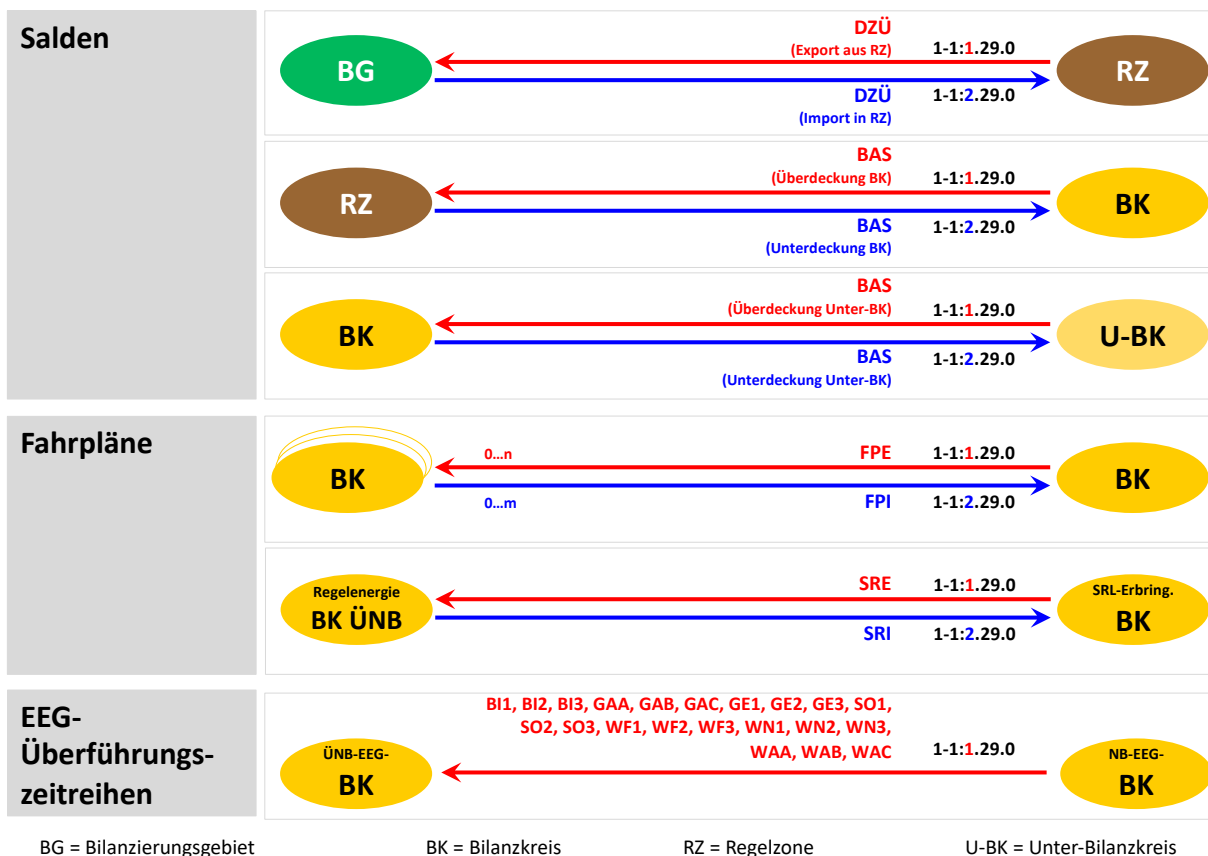 Salden
BG
DZÜ
(Export aus RZ)
1-1:1.29.0
DZÜ
(Import in RZ)
1-1:2.29.0
RZ
RZ
BAS
(Überdeckung BK)
1-1:1.29.0
BAS
(Unterdeckung BK)
1-1:2.29.0
BK
BK
BAS
(Überdeckung Unter-BK)
1-1:1.29.0
BAS
(Unterdeckung Unter-BK)
1-1:2.29.0
U-BK
Fahrpläne
BK
0...n
FPE
1-1:1.29.0
0...m
FPI
1-1:2.29.0
BK
Regelenergie
BK ÜNB
SRE
1-1:1.29.0
SRI
1-1:2.29.0
SRL-Erbring.
BK
EEG-
Überführungs-
zeitreihen
ÜNB-EEG-
BK
BI1, BI2, BI3, GAA, GAB, GAC, GE1, GE2, GE3, SO1,
SO2, SO3, WF1, WF2, WF3, WN1, WN2, WN3,
WAA, WAB, WAC
1-1:1.29.0
NB-EEG-
BK
BG = Bilanzierungsgebiet
BK = Bilanzkreis
RZ = Regelzone
U-BK = Unter-Bilanzkreis